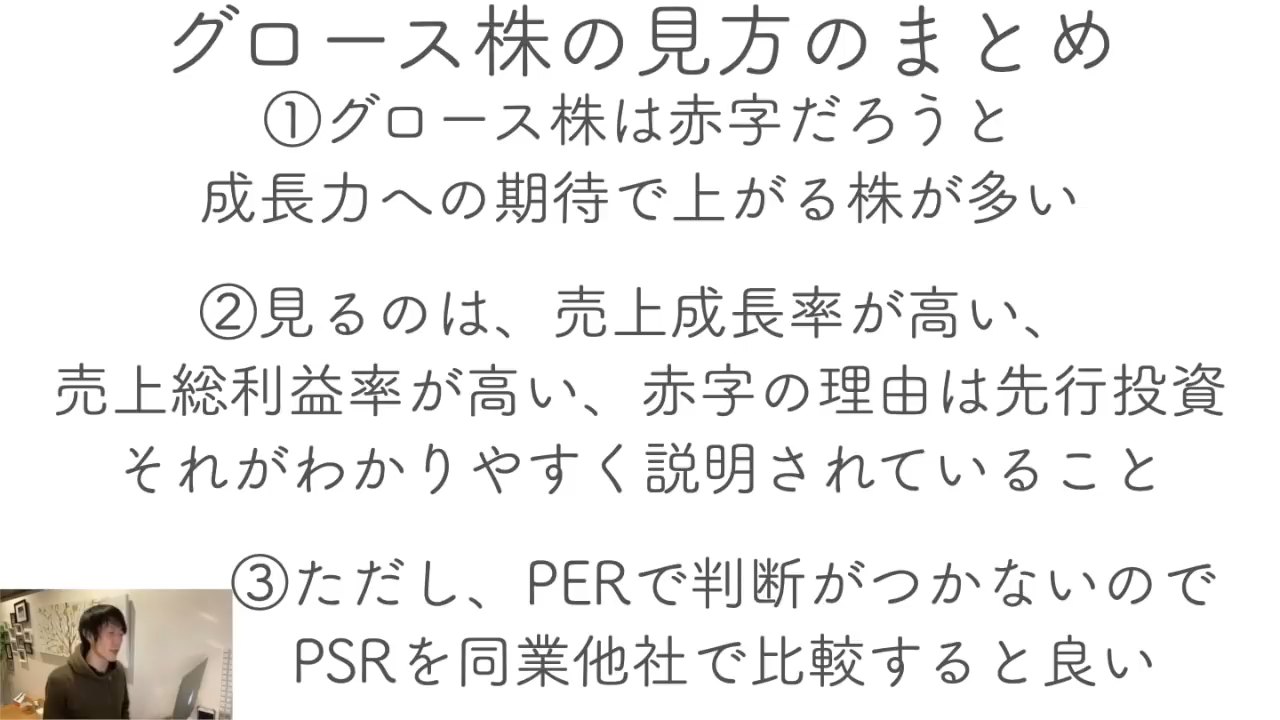 グロース株の見方のまとめ
①グロース株は赤字だろうと
成長力への期待で上がる株が多い
②見るのは、売上成長率が高い、
売上総利益率が高い、赤字の理由は先行投資
それがわかりやすく説明されていること
③ただし、PERで判断がつかないので
PSRを同業他社で比較すると良い